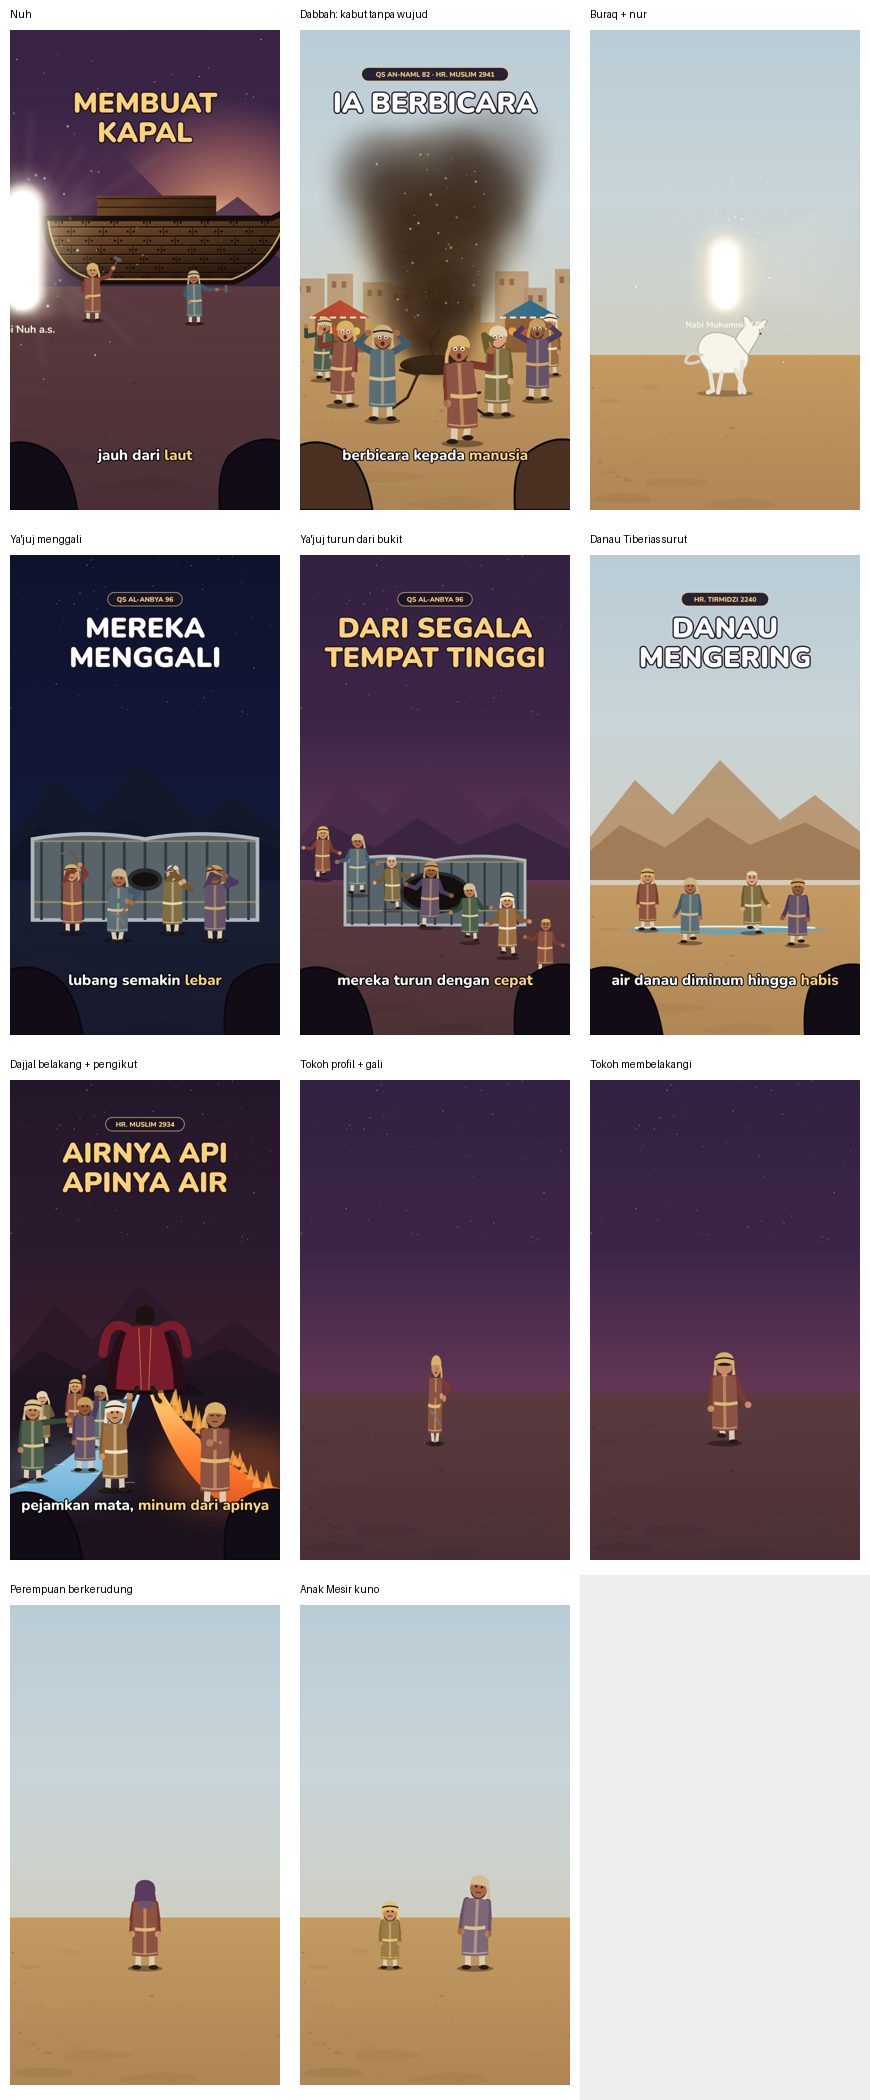 Nuh
MEMBUAT
KAPAL
i Nuh a.s.
jauh dari laut
Dabbah: kabut tanpa wujud
QS AN-NAML 82 · HR. MUSLIM 2941
IA BERBICARA
berbicara kepada manusia
Buraq + nur
Nabi Muhamm
Ya'juj menggali
QS AL-ANBYA 96
MEREKA
MENGGALI
lubang semakin lebar
Ya'juj turun dari bukit
QS AL-ANBYA 96
DARI SEGALA
TEMPAT TINGGI
mereka turun dengan cepat
Danau Tiberias surut
HR. TIRMIDZI 2240
DANAU
MENGERING
air danau diminum hingga habis
Dajjal belakang + pengikut
HR. MUSLIM 2934
AIRNYA API
APINYA AIR
pejamkan mata, minum dari apinya
Tokoh profil + gali
Tokoh membelakangi
Perempuan berkerudung
Anak Mesir kuno